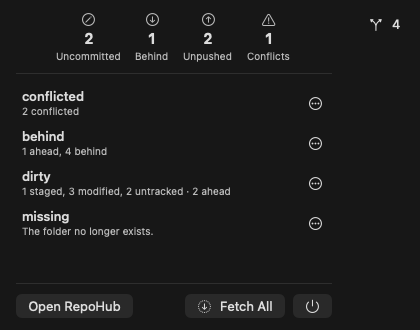 2
1
2
1
4
Uncommitted
Behind
Unpushed
Conflicts
conflicted
2 conflicted
behind
1 ahead, 4 behind
dirty
1 staged, 3 modified, 2 untracked · 2 ahead
missing
The folder no longer exists.
Open RepoHub
Fetch All